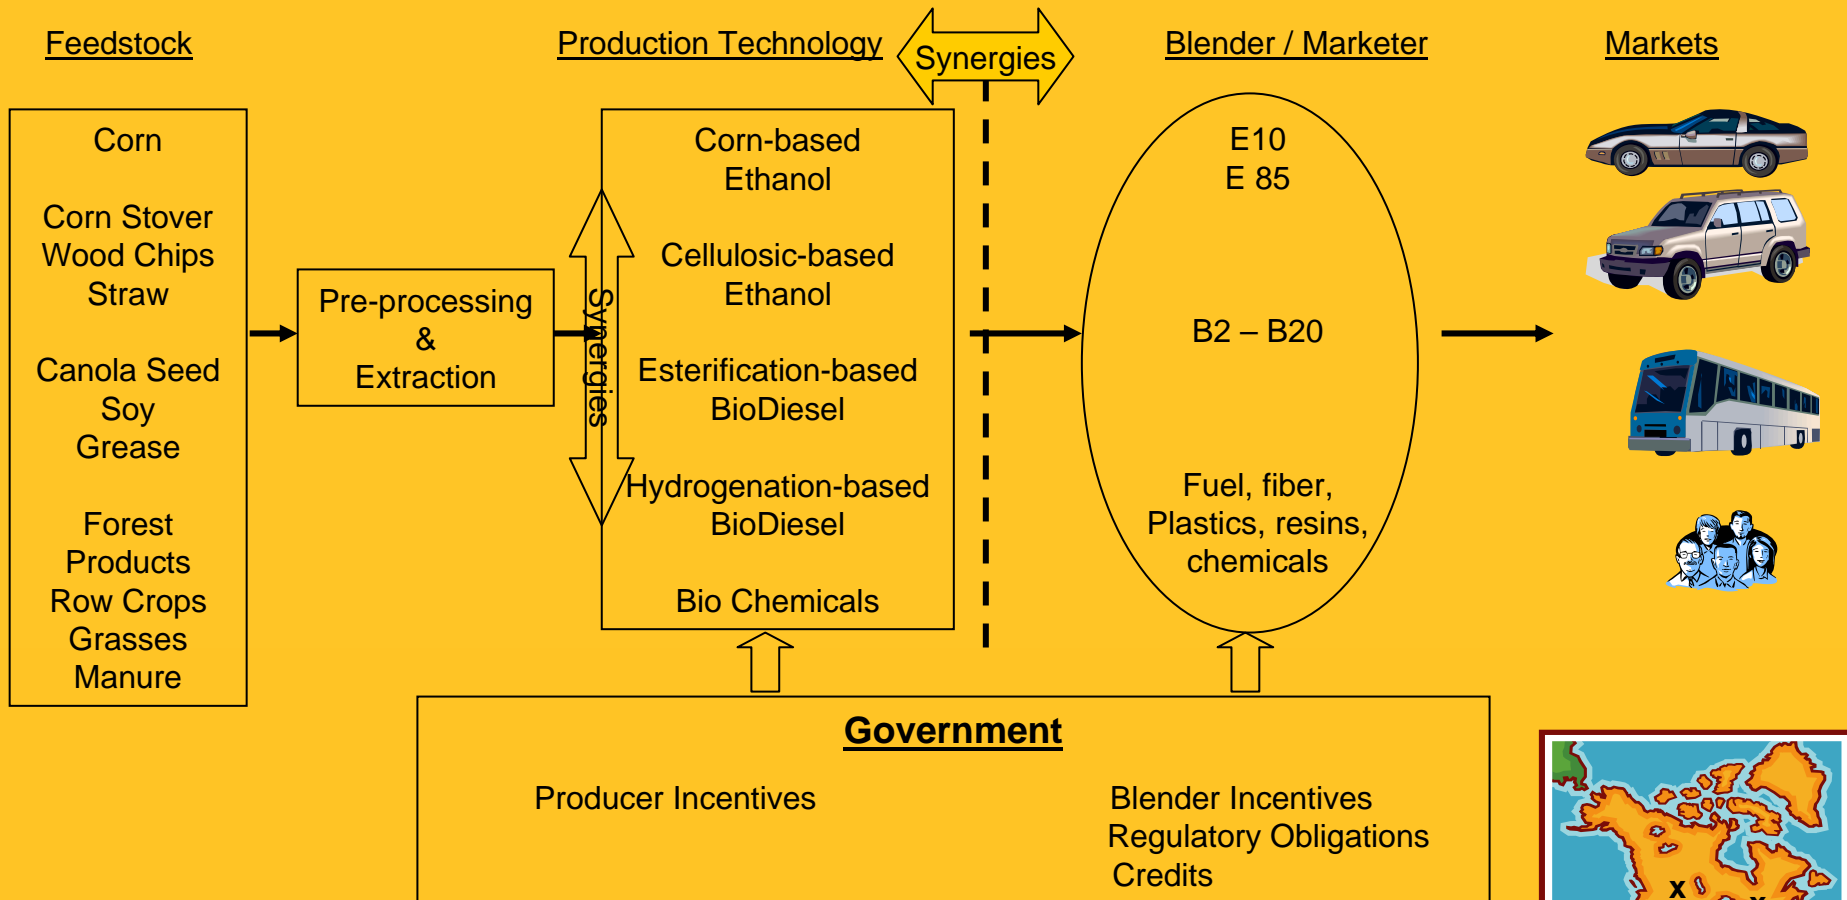 Feedstock
Production Technology
Synergies
Blender / Marketer
Markets
Corn
Corn Stover
Wood Chips
Straw
Canola Seed
Soy
Grease
Forest
Products
Row Crops
Grasses
Manure
Pre-processing
&
Extraction
Synergies
Corn-based
Ethanol
Cellulosic-based
Ethanol
Esterification-based
BioDiesel
Hydrogenation-based
BioDiesel
Bio Chemicals
E10
E 85
B2 – B20
Fuel, fiber,
Plastics, resins,
chemicals
Government
Producer Incentives
Blender Incentives
Regulatory Obligations
Credits
x
x